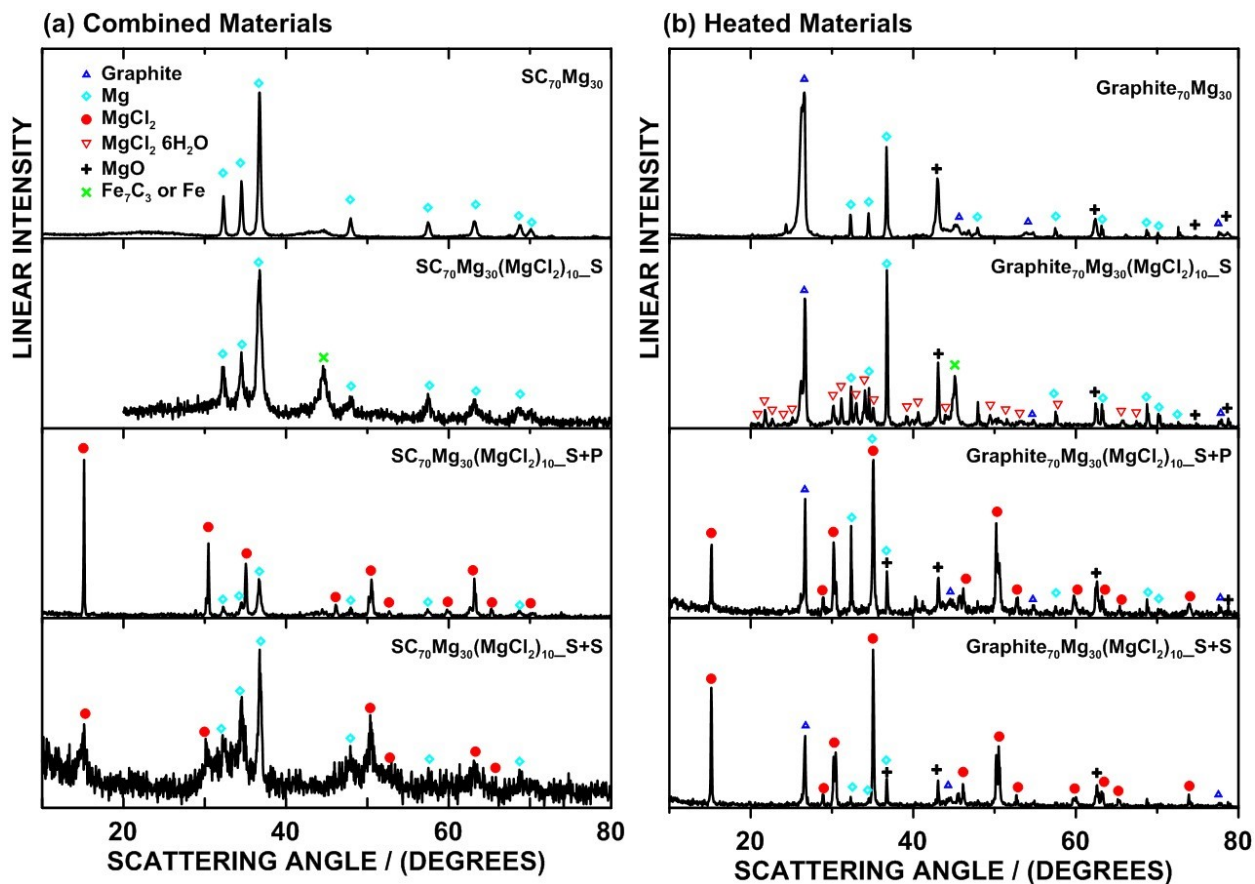 (a) Combined Materials
LINEAR INTENSITY
Graphite
Mg
MgCl₂
MgCl₂ 6H₂O
MgO
Fe₇C₃ or Fe
SC₇₀Mg₃₀
SC₇₀Mg₃₀(MgCl₂)₁₀_S
SC₇₀Mg₃₀(MgCl₂)₁₀_S+P
SC₇₀Mg₃₀(MgCl₂)₁₀_S+S
20 40 60 80
SCATTERING ANGLE / (DEGREES)
(b) Heated Materials
LINEAR INTENSITY
Graphite₇₀Mg₃₀
Graphite₇₀Mg₃₀(MgCl₂)₁₀_S
Graphite₇₀Mg₃₀(MgCl₂)₁₀_S+P
Graphite₇₀Mg₃₀(MgCl₂)₁₀_S+S
20 40 60 80
SCATTERING ANGLE / (DEGREES)